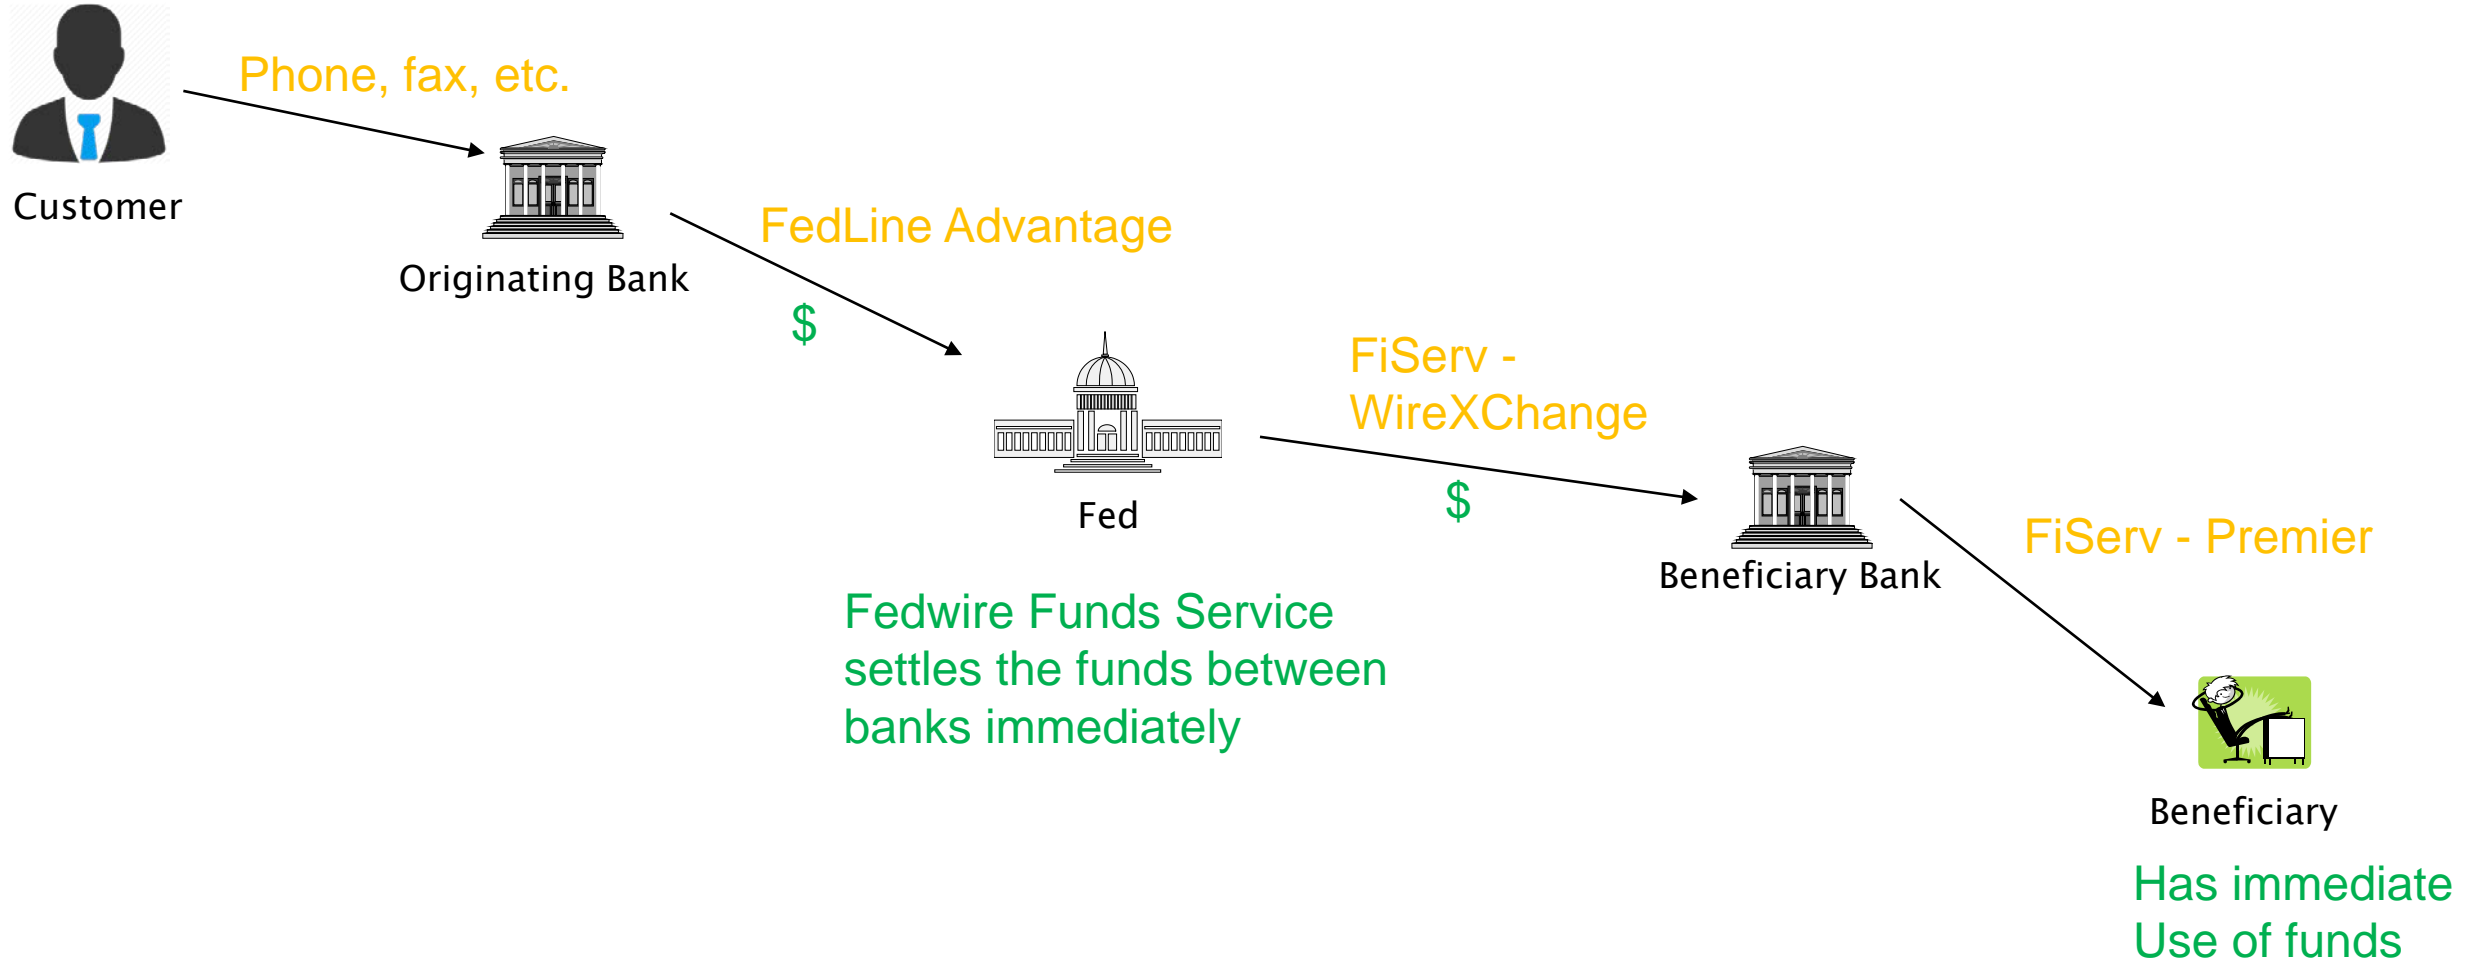 Phone, fax, etc.
Customer
Originating Bank
FedLine Advantage
$
Fed
FiServ -
WireXChange
$
Fedwire Funds Service
settles the funds between
banks immediately
Beneficiary Bank
FiServ - Premier
Beneficiary
Has immediate
Use of funds